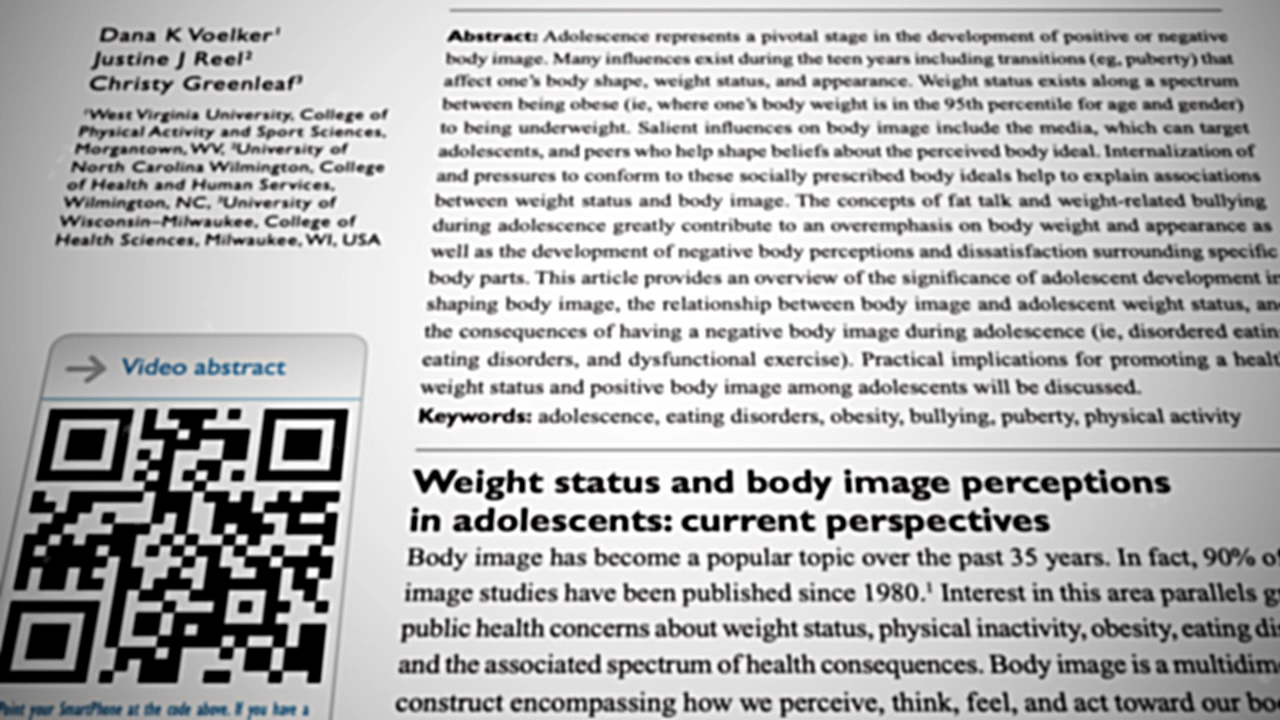 Dana K Voelker¹
Justine J Reel²
Christy Greenleaf³
¹West Virginia University, College of
Physical Activity and Sport Sciences,
Morgantown, WV, ²University of
North Carolina Wilmington, College
of Health and Human Services,
Wilmington, NC, ³University of
Wisconsin–Milwaukee, College of
Health Sciences, Milwaukee, WI, USA
Video abstract
Point your SmartPhone at the code above. If you have a
Abstract: Adolescence represents a pivotal stage in the development of positive or negative
body image. Many influences exist during the teen years including transitions (eg, puberty) that
affect one's body shape, weight status, and appearance. Weight status exists along a spectrum
between being obese (ie, where one's body weight is in the 95th percentile for age and gender)
to being underweight. Salient influences on body image include the media, which can target
adolescents, and peers who help shape beliefs about the perceived body ideal. Internalization of
and pressures to conform to these socially prescribed body ideals help to explain associations
between weight status and body image. The concepts of fat talk and weight-related bullying
during adolescence greatly contribute to an overemphasis on body weight and appearance as
well as the development of negative body perceptions and dissatisfaction surrounding specific
body parts. This article provides an overview of the significance of adolescent development in
shaping body image, the relationship between body image and adolescent weight status, an
the consequences of having a negative body image during adolescence (ie, disordered eatin
eating disorders, and dysfunctional exercise). Practical implications for promoting a healt
weight status and positive body image among adolescents will be discussed.
Keywords: adolescence, eating disorders, obesity, bullying, puberty, physical activity
Weight status and body image perceptions
in adolescents: current perspectives
Body image has become a popular topic over the past 35 years. In fact, 90% of
image studies have been published since 1980.¹ Interest in this area parallels g
public health concerns about weight status, physical inactivity, obesity, eating di
and the associated spectrum of health consequences. Body image is a multidim
construct encompassing how we perceive, think, feel, and act toward our bo